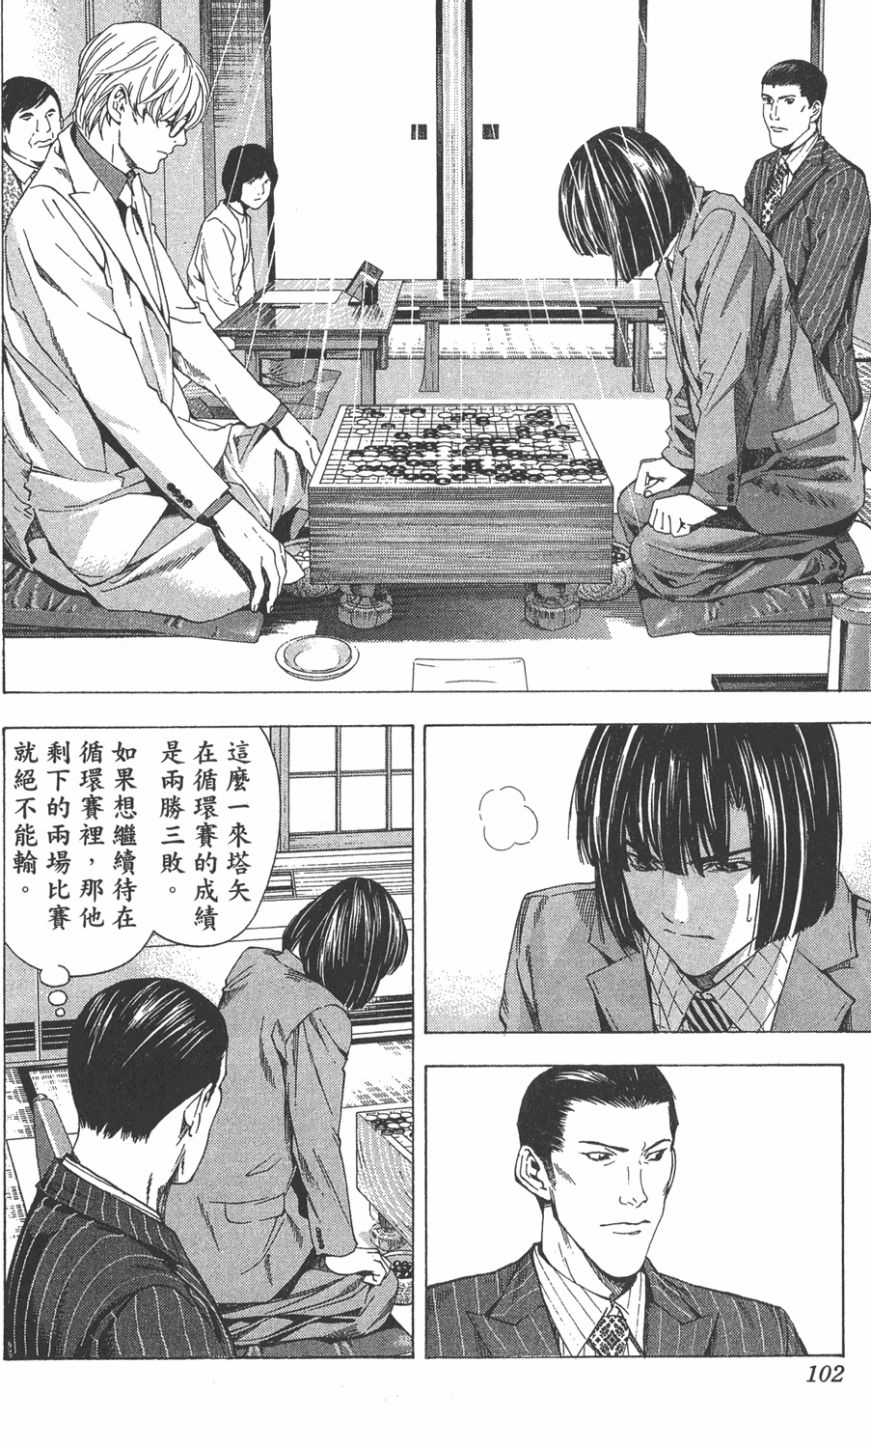 這麼一來塔矢
在循環賽的成績
是兩勝三敗。
如果想繼續待在
循環賽裡，那他
剩下的兩場比賽
就絕不能輸。
102